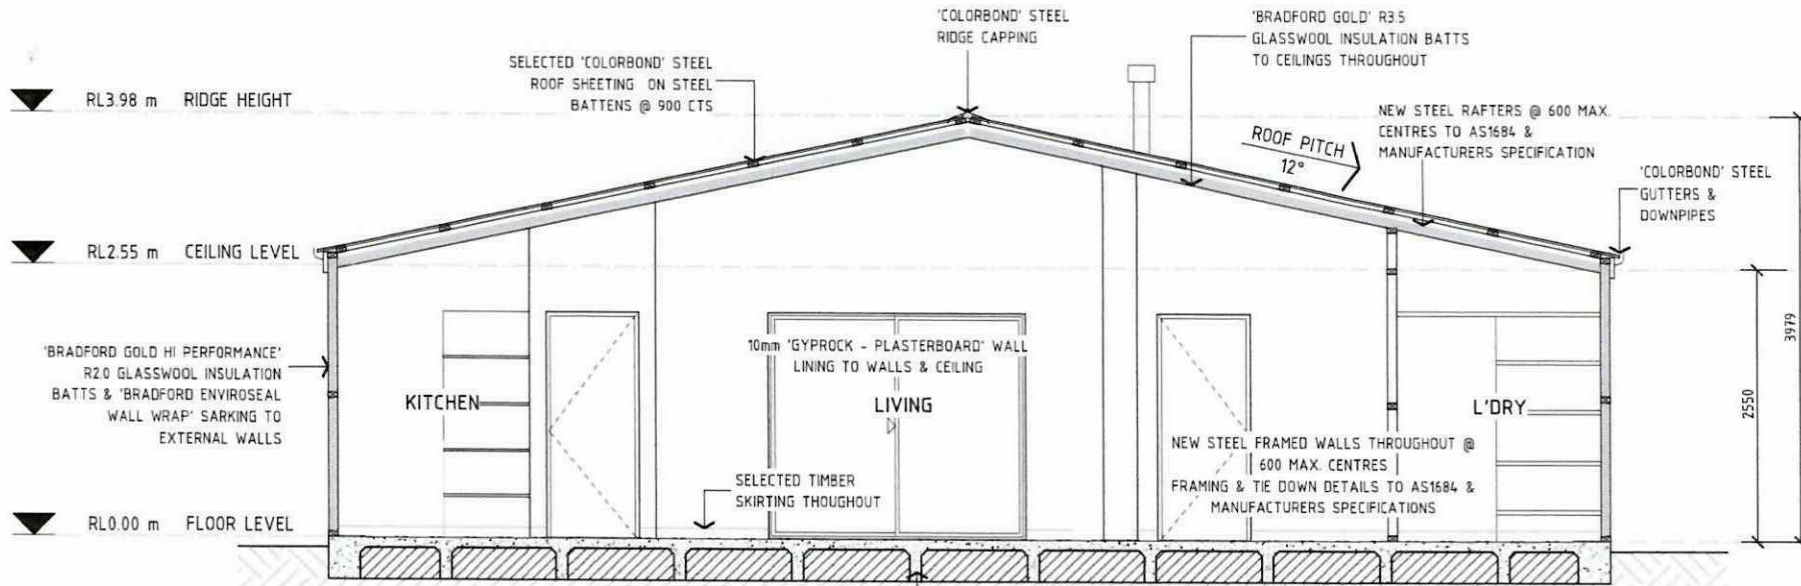 'COLORBOND' STEEL
RIDGE CAPPING
'BRADFORD GOLD' R3.5
GLASSWOOL INSULATION BATTS
TO CEILINGS THROUGHOUT
SELECTED 'COLORBOND' STEEL
ROOF SHEETING ON STEEL
BATTENS @ 900 CTS
RL3.98 m RIDGE HEIGHT
NEW STEEL RAFTERS @ 600 MAX.
CENTRES TO AS1684 &
MANUFACTURERS SPECIFICATION
ROOF PITCH
12°
'COLORBOND' STEEL
GUTTERS &
DOWNPIPES
RL2.55 m CEILING LEVEL
3979
2550
'BRADFORD GOLD HI PERFORMANCE'
R2.0 GLASSWOOL INSULATION
BATTS & 'BRADFORD ENVIROSEAL
WALL WRAP' SARKING TO
EXTERNAL WALLS
10mm 'GYPROCK - PLASTERBOARD' WALL
LINING TO WALLS & CEILING
KITCHEN
LIVING
L'DRY
NEW STEEL FRAMED WALLS THROUGHOUT @
600 MAX. CENTRES
FRAMING & TIE DOWN DETAILS TO AS1684 &
MANUFACTURERS SPECIFICATIONS
SELECTED TIMBER
SKIRTING THOUGHOUT
RL0.00 m FLOOR LEVEL